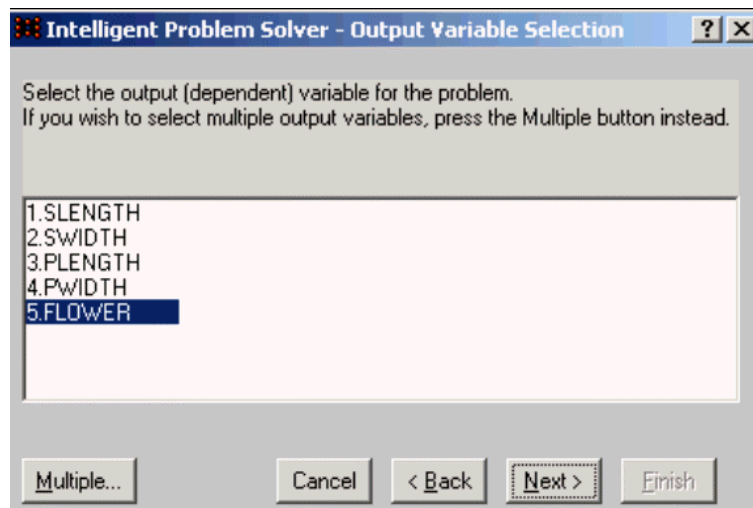 Intelligent Problem Solver - Output Variable Selection
Select the output (dependent) variable for the problem.
If you wish to select multiple output variables, press the Multiple button instead.
1.SLENGTH
2.SWIDTH
3.PLENGTH
4.PWIDTH
5.FLOWER
Multiple... Cancel < Back Next > Finish